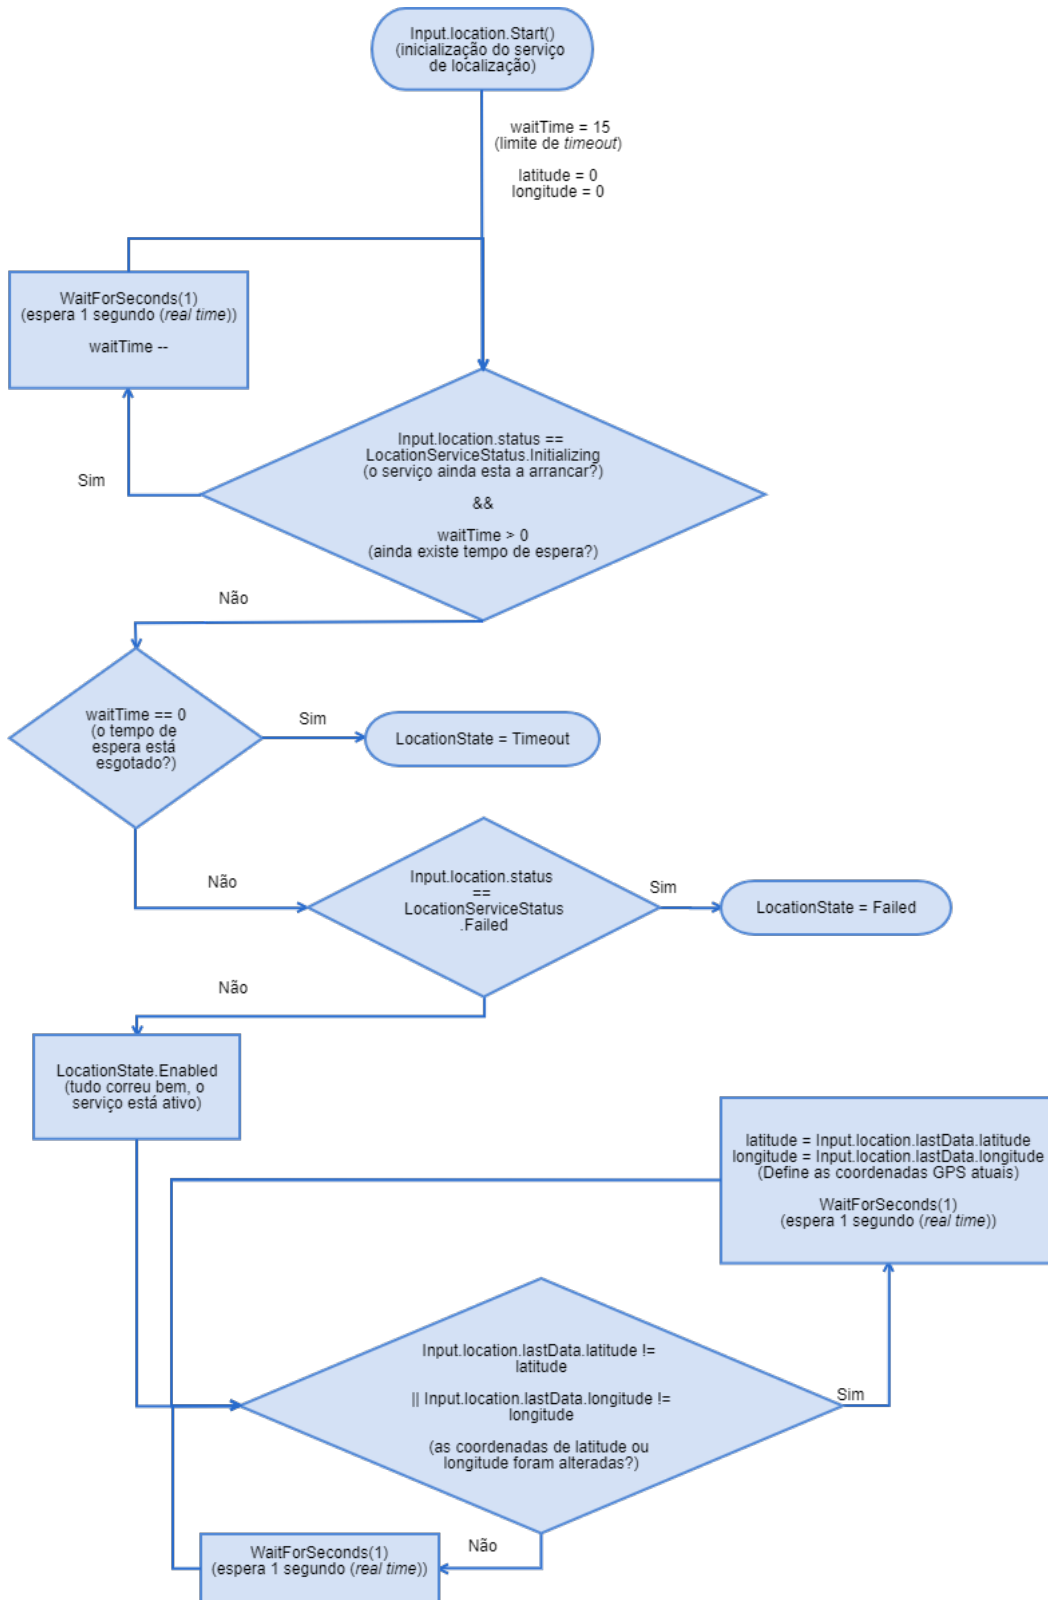 Input.location.Start()
(inicialização do serviço
de localização)
waitTime = 15
(limite de timeout)
latitude = 0
longitude = 0
WaitForSeconds(1)
(espera 1 segundo (real time))
waitTime --
Input.location.status ==
LocationServiceStatus.Initializing
(o serviço ainda esta a arrancar?)
&&
waitTime > 0
(ainda existe tempo de espera?)
Sim
Não
waitTime == 0
(o tempo de
espera está
esgotado?)
Sim
LocationState = Timeout
Não
Input.location.status
==
LocationServiceStatus
.Failed
Sim
LocationState = Failed
Não
LocationState.Enabled
(tudo correu bem, o
serviço está ativo)
latitude = Input.location.lastData.latitude
longitude = Input.location.lastData.longitude
(Define as coordenadas GPS atuais)
WaitForSeconds(1)
(espera 1 segundo (real time))
Input.location.lastData.latitude !=
latitude
|| Input.location.lastData.longitude !=
longitude
(as coordenadas de latitude ou
longitude foram alteradas?)
Sim
Não
WaitForSeconds(1)
(espera 1 segundo (real time))